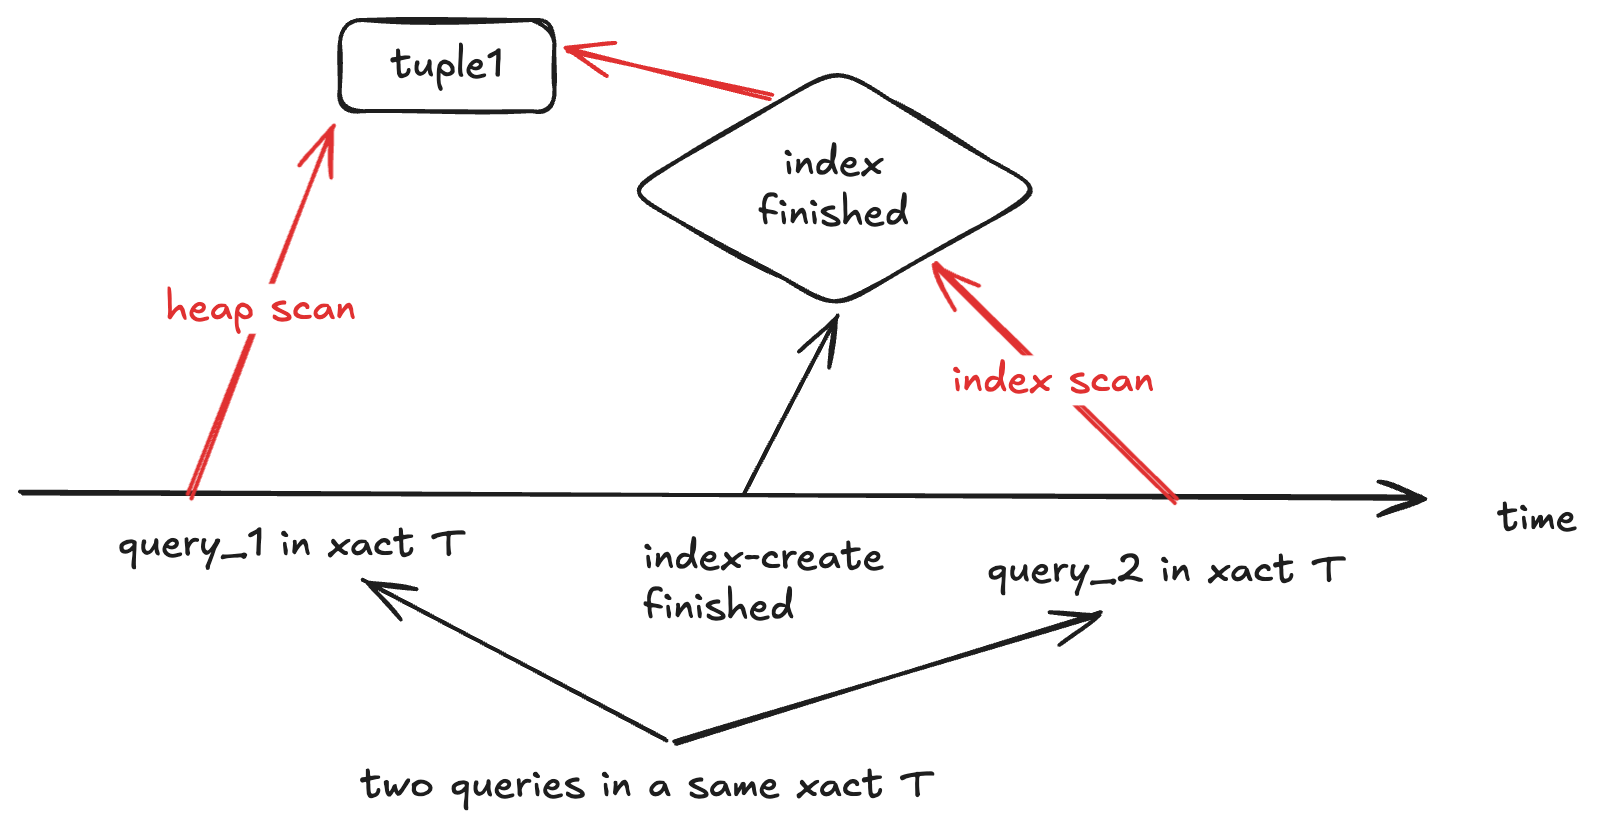 tuple1
index
finished
heap scan
index scan
time
query_1 in xact T
index-create
finished
query_2 in xact T
two queries in a same xact T